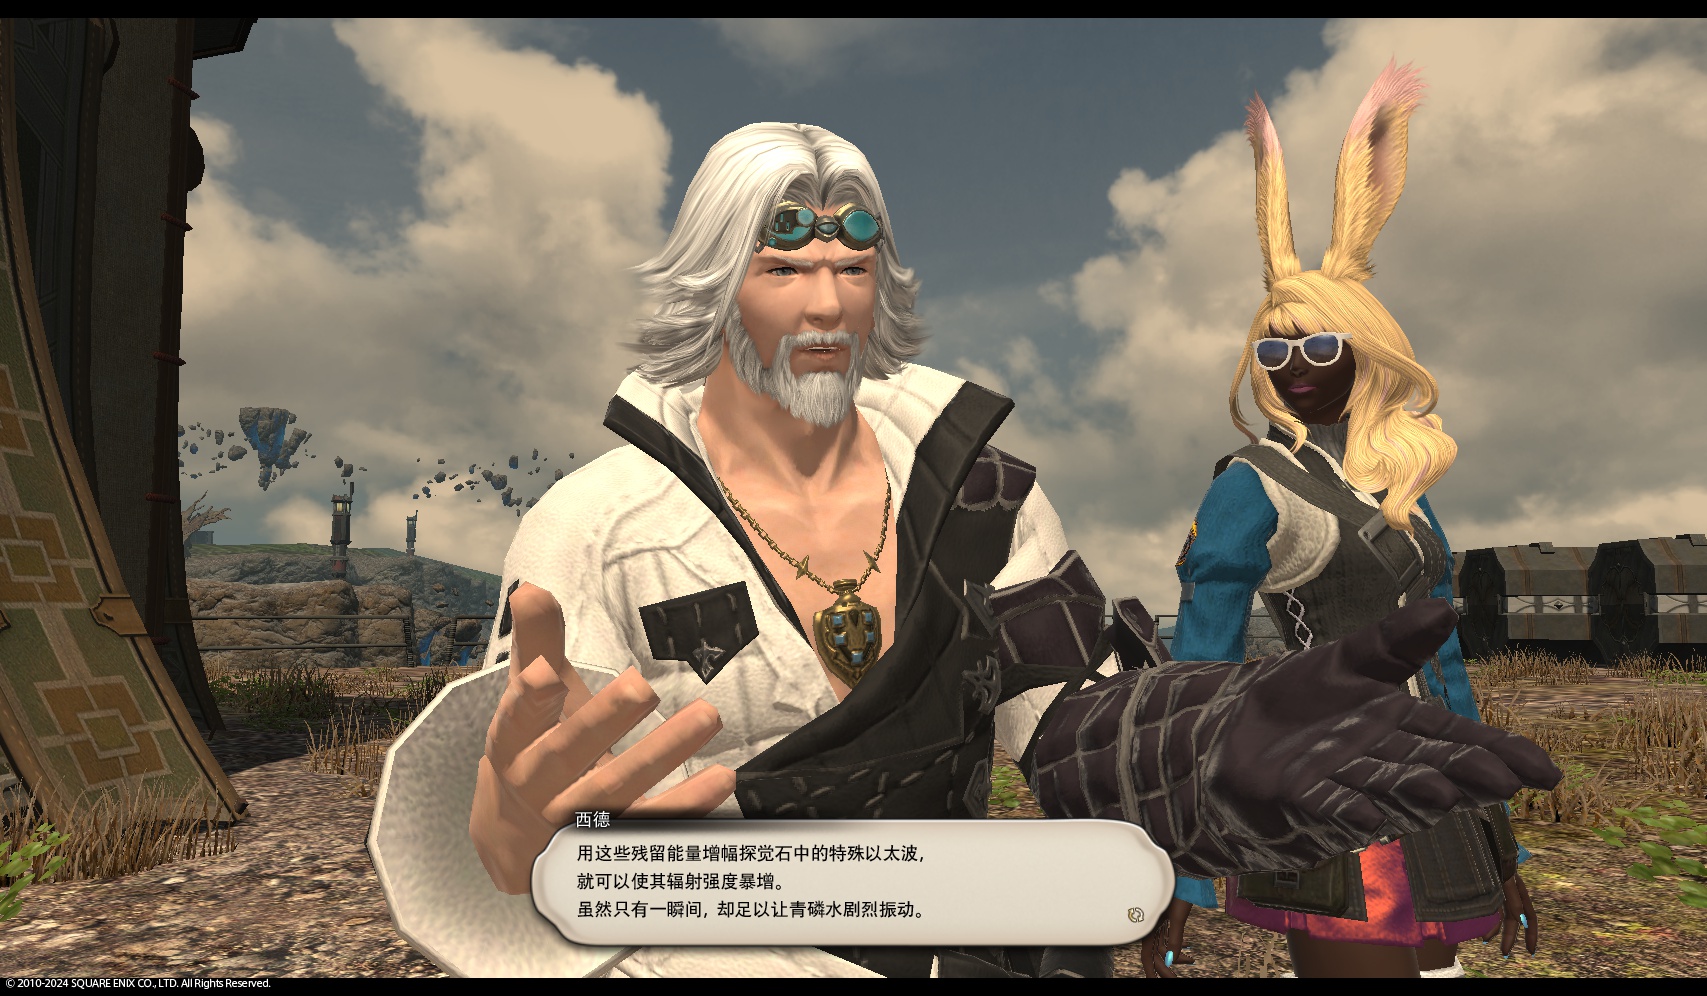 西德
用这些残留能量增幅探觉石中的特殊以太波，
就可以使其辐射强度暴增。
虽然只有一瞬间，却足以让青磷水剧烈振动。
© 2010-2024 SQUARE ENIX CO., LTD. All Rights Reserved.